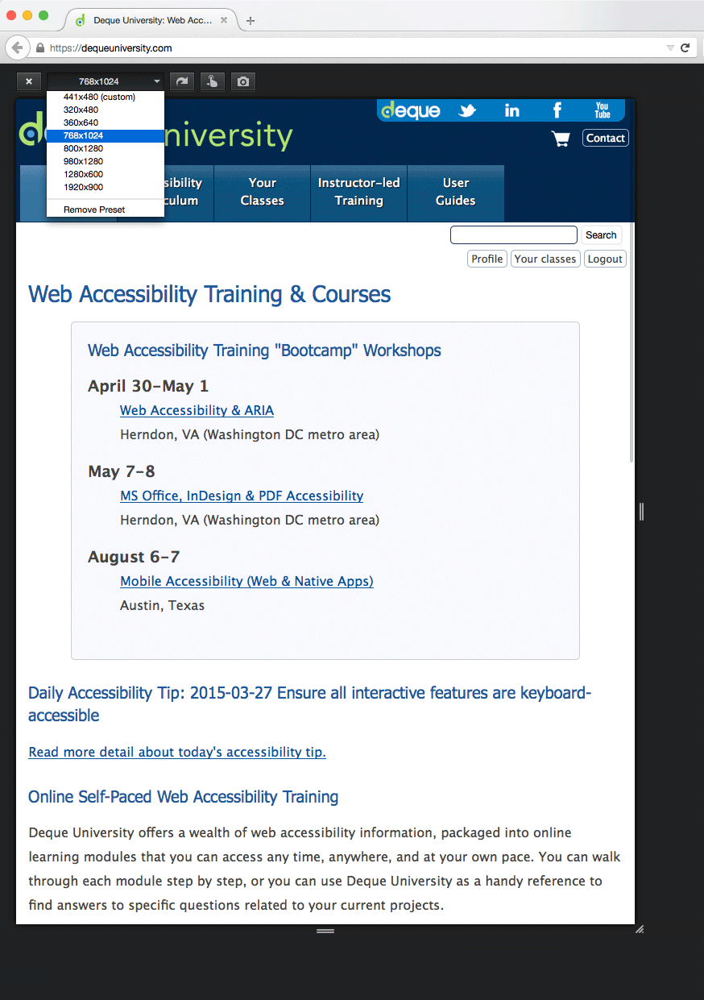 Deque University: Web Acc...
https://dequeuniversity.com
768x1024
441x480 (custom)
320x480
360x640
768x1024
800x1280
980x1280
1280x600
1920x900
Remove Preset
deque
in
f
You
Tube
niversity
Contact
sibility
culum
Your
Classes
Instructor-led
Training
User
Guides
Search
Profile
Your classes
Logout
Web Accessibility Training & Courses
Web Accessibility Training "Bootcamp" Workshops
April 30-May 1
Web Accessibility & ARIA
Herndon, VA (Washington DC metro area)
May 7-8
MS Office, InDesign & PDF Accessibility
Herndon, VA (Washington DC metro area)
August 6-7
Mobile Accessibility (Web & Native Apps)
Austin, Texas
Daily Accessibility Tip: 2015-03-27 Ensure all interactive features are keyboard-
accessible
Read more detail about today's accessibility tip.
Online Self-Paced Web Accessibility Training
Deque University offers a wealth of web accessibility information, packaged into online
learning modules that you can access any time, anywhere, and at your own pace. You can walk
through each module step by step, or you can use Deque University as a handy reference to
find answers to specific questions related to your current projects.